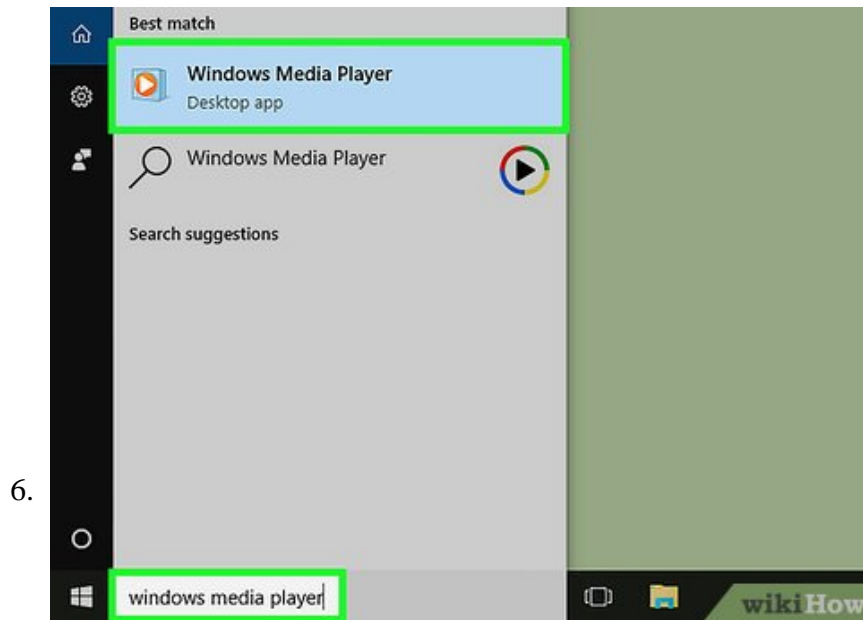 Best match
Windows Media Player
Desktop app
Windows Media Player
Search suggestions
6.
windows media player
wikiHow